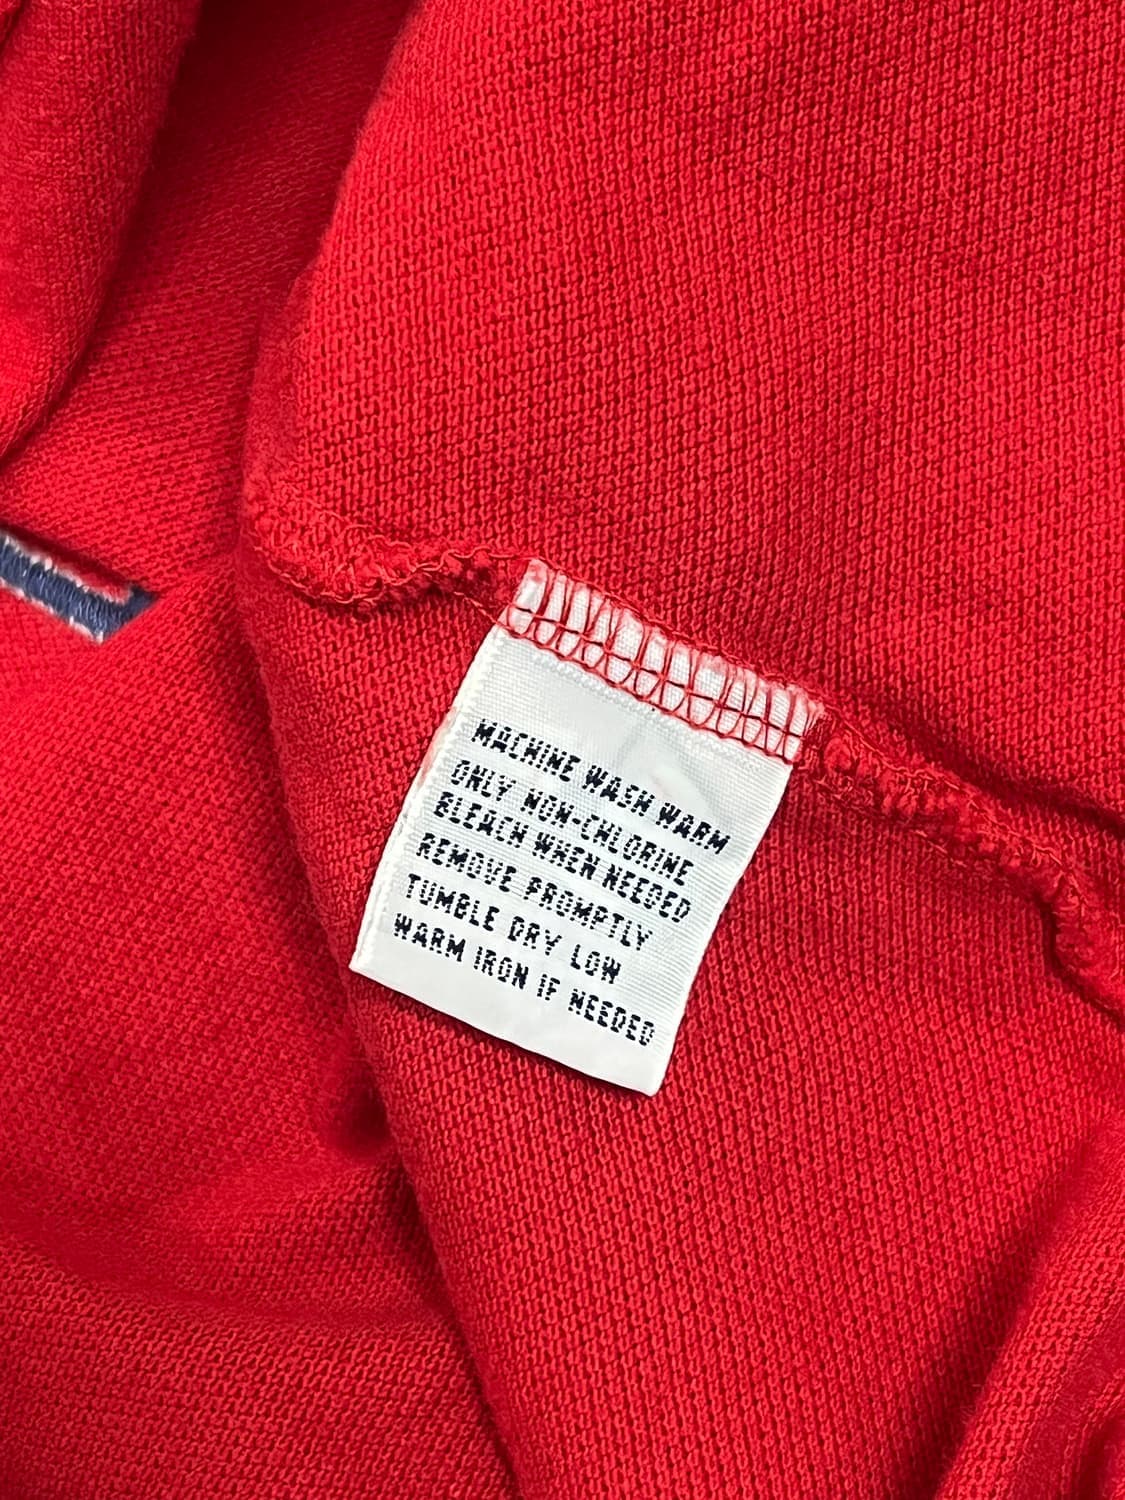 MACHINE WASH WARM
ONLY NON-CHLORINE
BLEACH WHEN NEEDED
REMOVE PROMPTLY
TUMBLE DRY LOW
WARM IRON IF NEEDED